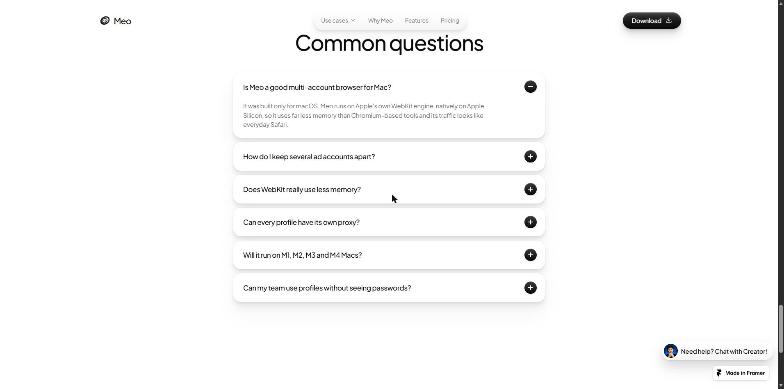 Meo
Use cases
Why Meo
Features
Pricing
Download
Common questions
Is Meo a good multi-account browser for Mac?
It was built only for macOS. Meo runs on Apple's own WebKit engine, natively on Apple
Silicon, so it uses far less memory than Chromium-based tools and its traffic looks like
everyday Safari.
How do I keep several ad accounts apart?
Does WebKit really use less memory?
Can every profile have its own proxy?
Will it run on M1, M2, M3 and M4 Macs?
Can my team use profiles without seeing passwords?
Need help? Chat with Creator!
Made in Framer